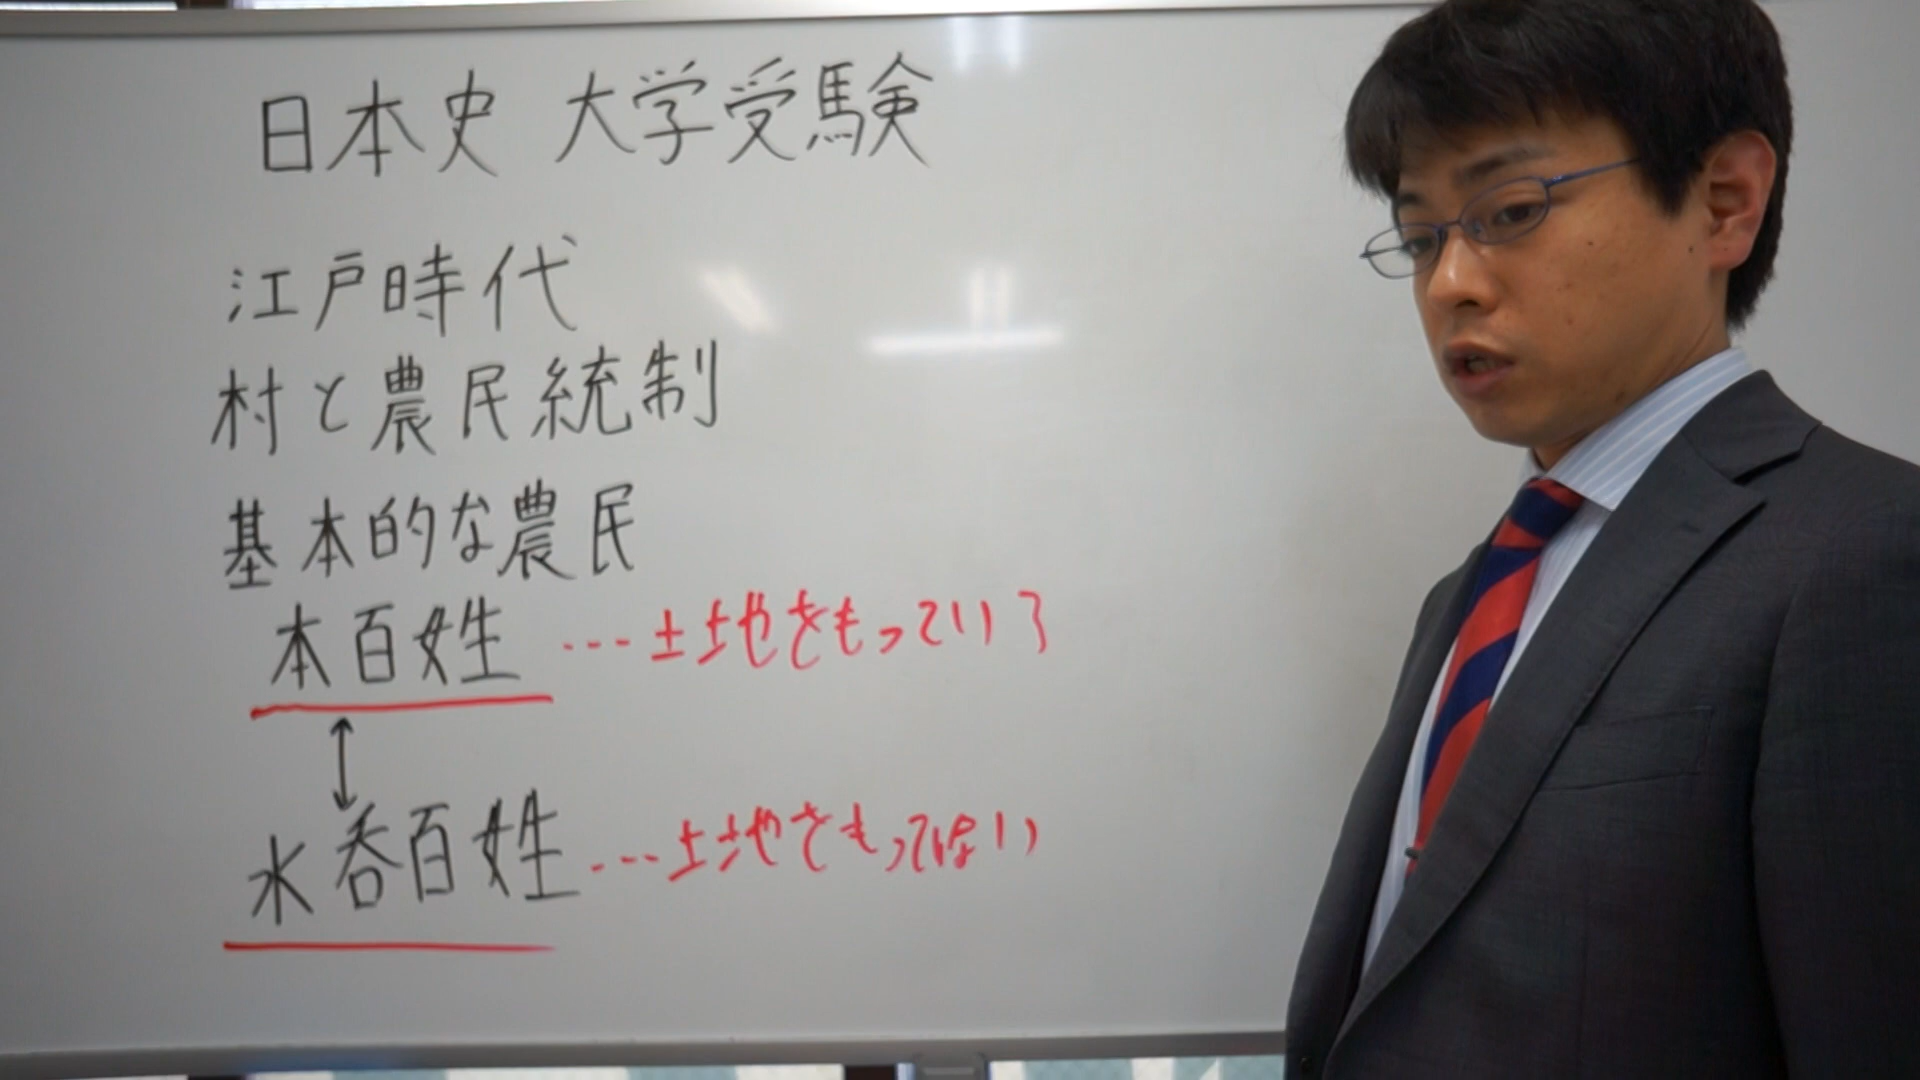 日本史 大学受験
江戸時代
村と農民統制
基本的な農民
本百姓 … 土地をもっている
水呑百姓 … 土地をもってない